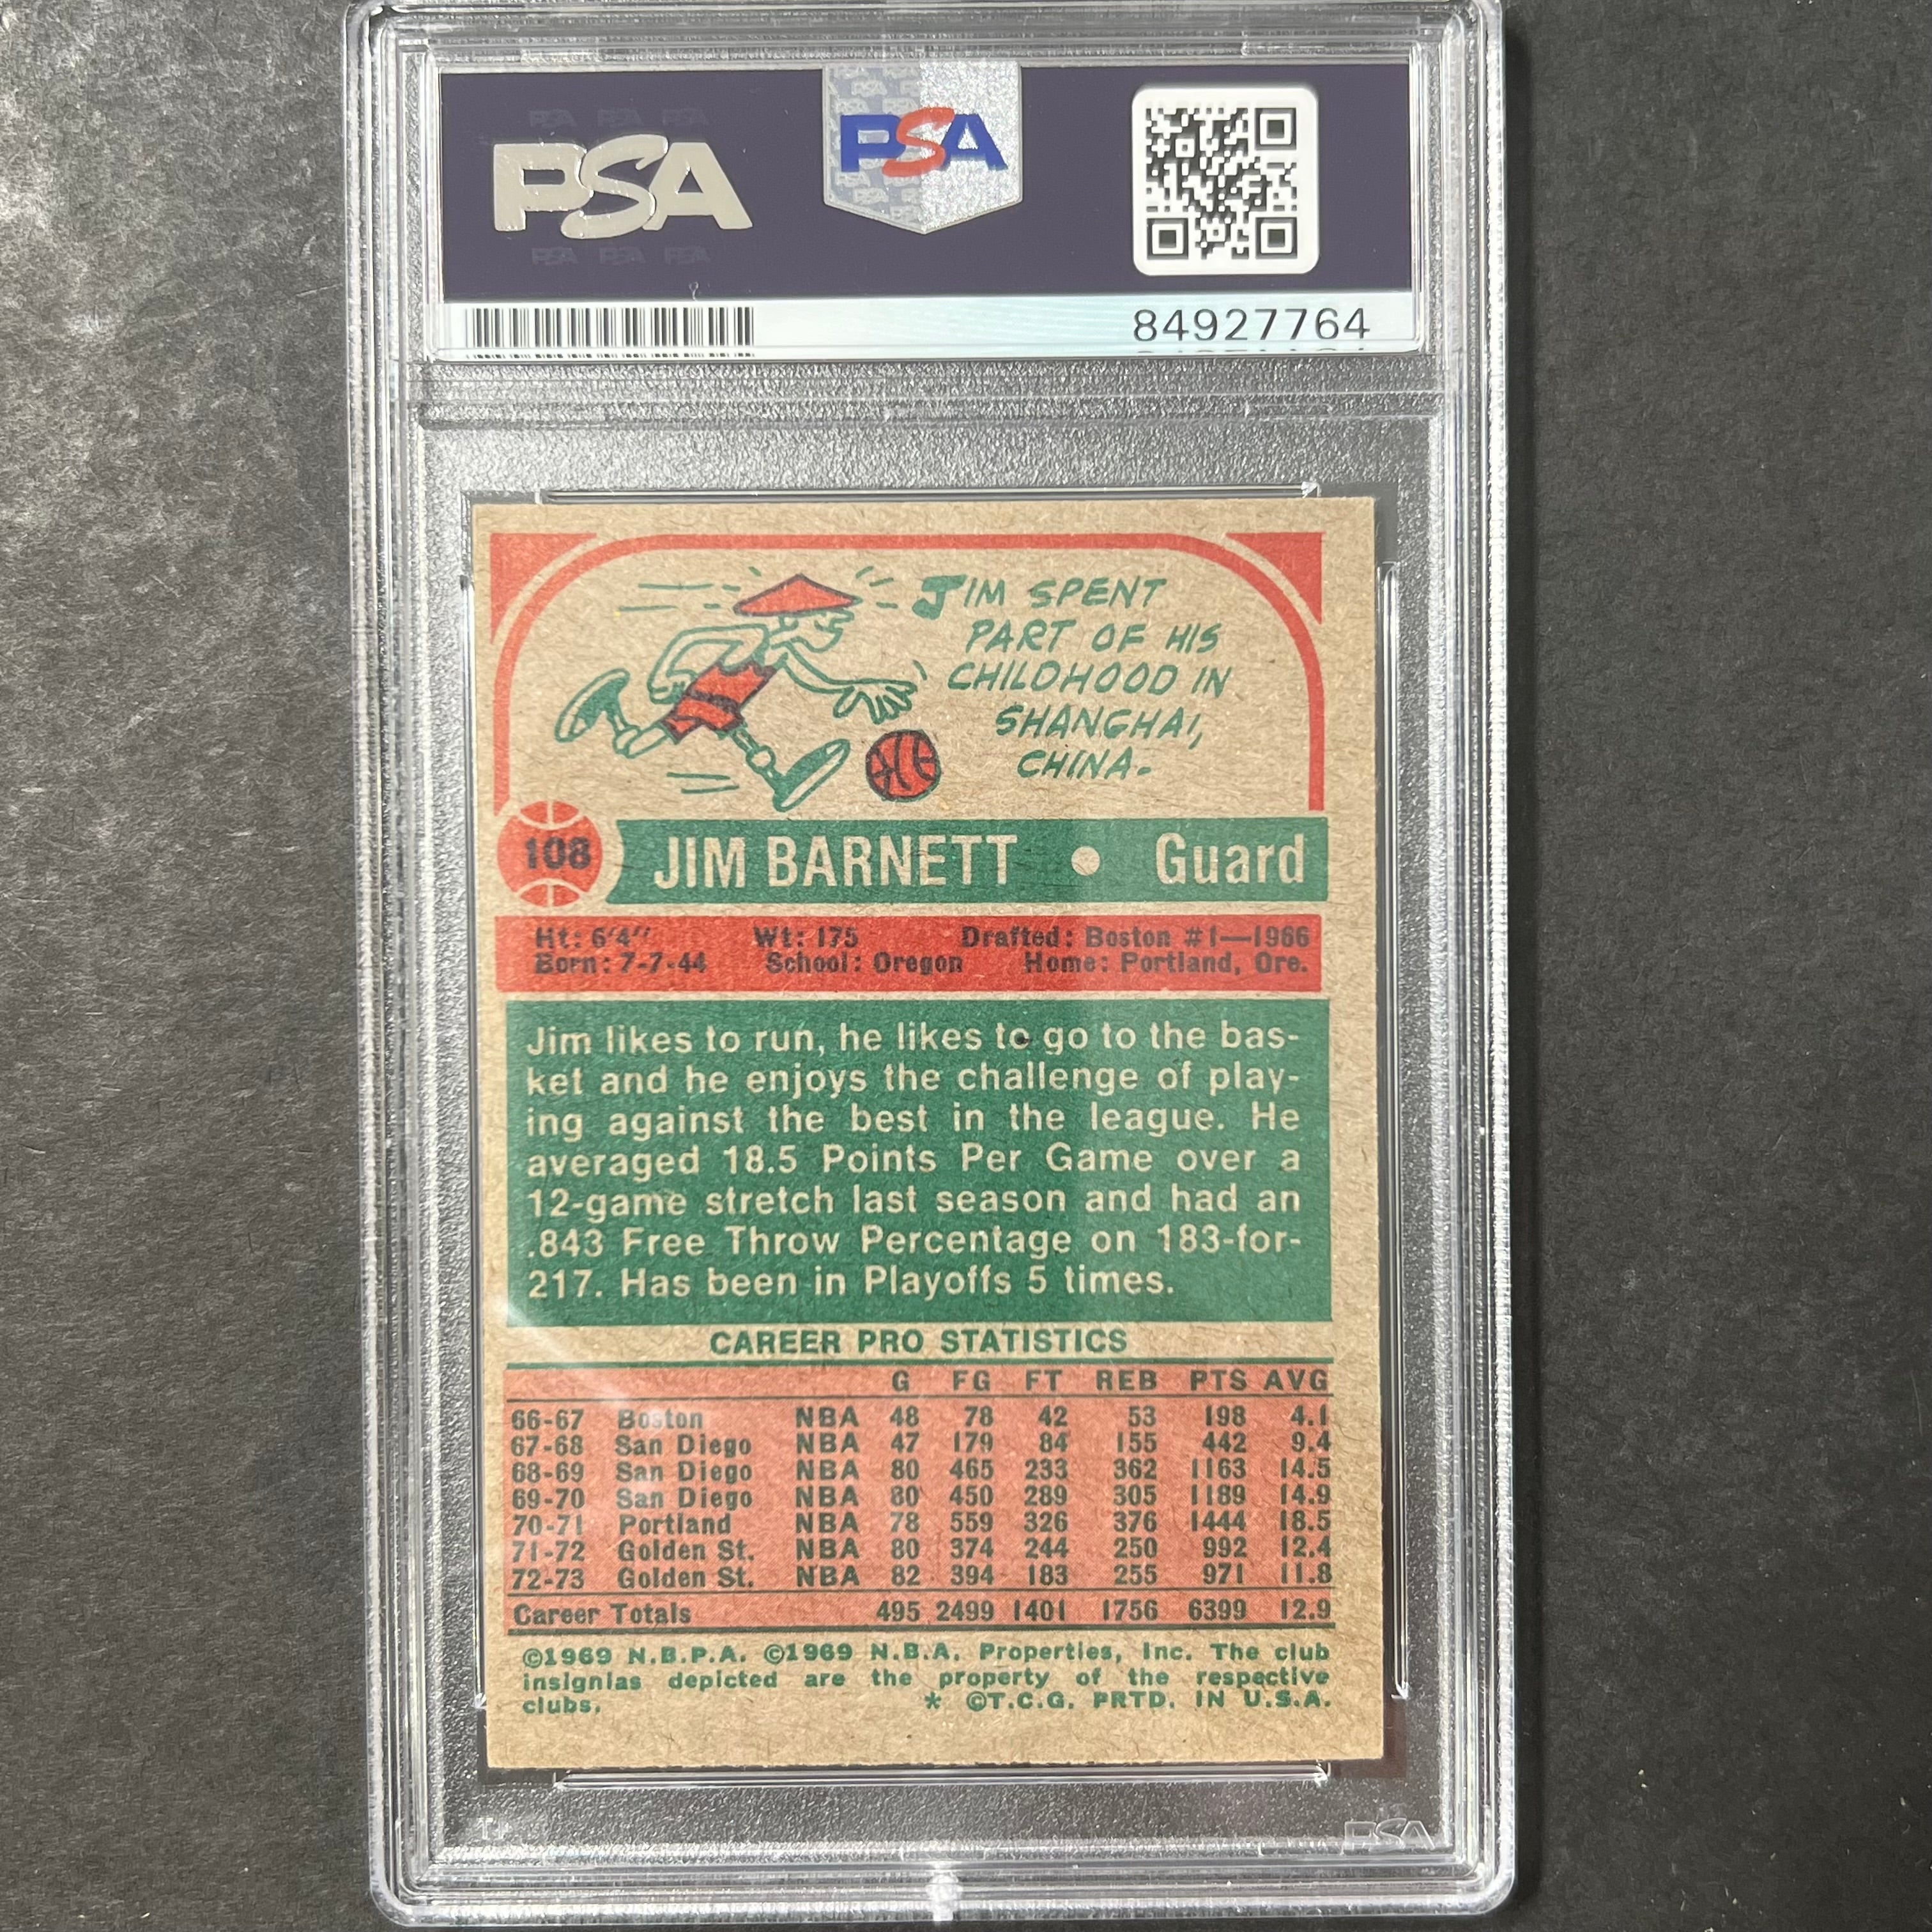 PSA PSA PSA
PSA
PSA PSA PSA
PSA
84927764
JIM SPENT
PART OF HIS
CHILDHOOD IN
SHANGHAI,
CHINA.
108 JIM BARNETT • Guard
Ht: 6'4" Wt: 175 Drafted: Boston #1—1966
Born: 7-7-44 School: Oregon Home: Portland, Ore.
Jim likes to run, he likes to go to the bas-
ket and he enjoys the challenge of play-
ing against the best in the league. He
averaged 18.5 Points Per Game over a
12-game stretch last season and had an
.843 Free Throw Percentage on 183-for-
217. Has been in Playoffs 5 times.
CAREER PRO STATISTICS
G FG FT REB PTS AVG
66-67 Boston NBA 48 78 42 53 198 4.1
67-68 San Diego NBA 47 179 84 155 442 9.4
68-69 San Diego NBA 80 465 233 362 1163 14.5
69-70 San Diego NBA 80 450 289 305 1189 14.9
70-71 Portland NBA 78 559 326 376 1444 18.5
71-72 Golden St. NBA 80 374 244 250 992 12.4
72-73 Golden St. NBA 82 394 183 255 971 11.8
Career Totals 495 2499 1401 1756 6399 12.9
©1969 N.B.P.A. ©1969 N.B.A. Properties, Inc. The club
insignias depicted are the property of the respective
clubs. * ©T.C.G. PRTD. IN U.S.A.
PSA